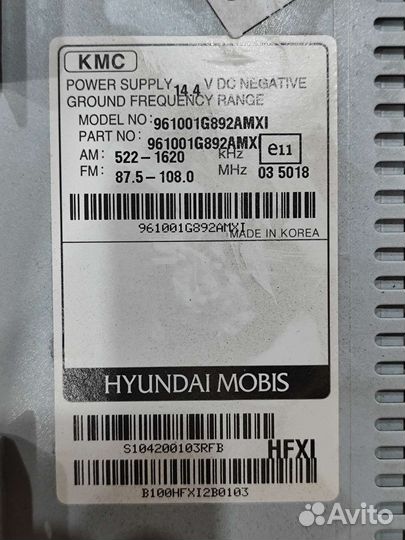 KMC
POWER SUPPLY 14.4 V DC NEGATIVE
GROUND FREQUENCY RANGE
MODEL NO: 961001G892AMXI
PART NO: 961001G892AMXI
AM: 522-1620 KHz e11
FM: 87.5-108.0 MHz 03 5018
961001G892AMXI
MADE IN KOREA
HYUNDAI MOBIS
S104200103RFB HFXI
B100HFXI2B0103
Avito